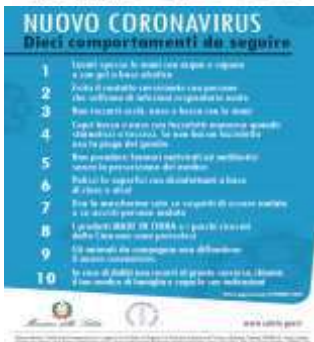 NUOVO CORONAVIRUS
Dieci comportamenti da seguire
1 Lavati spesso le mani con acqua e sapone
o con gel a base alcolica
2 Evita il contatto ravvicinato con persone
che soffrono di infezioni respiratorie acute
3 Non toccarti occhi, naso e bocca con le mani
4 Copri bocca e naso con fazzoletti monouso quando
starnutisci o tossisci. Se non hai un fazzoletto
usa la piega del gomito
5 Non prendere farmaci antivirali né antibiotici
senza la prescrizione del medico
6 Pulisci le superfici con disinfettanti a base
di cloro o alcol
7 Usa la mascherina solo se sospetti di essere malato
o se assisti persone malate
8 I prodotti MADE IN CHINA e i pacchi ricevuti
dalla Cina non sono pericolosi
9 Gli animali da compagnia non diffondono
il nuovo coronavirus
10 In caso di dubbi non recarti al pronto soccorso, chiama
il tuo medico di famiglia e segui le sue indicazioni
Ministero della Salute
www.salute.gov.it